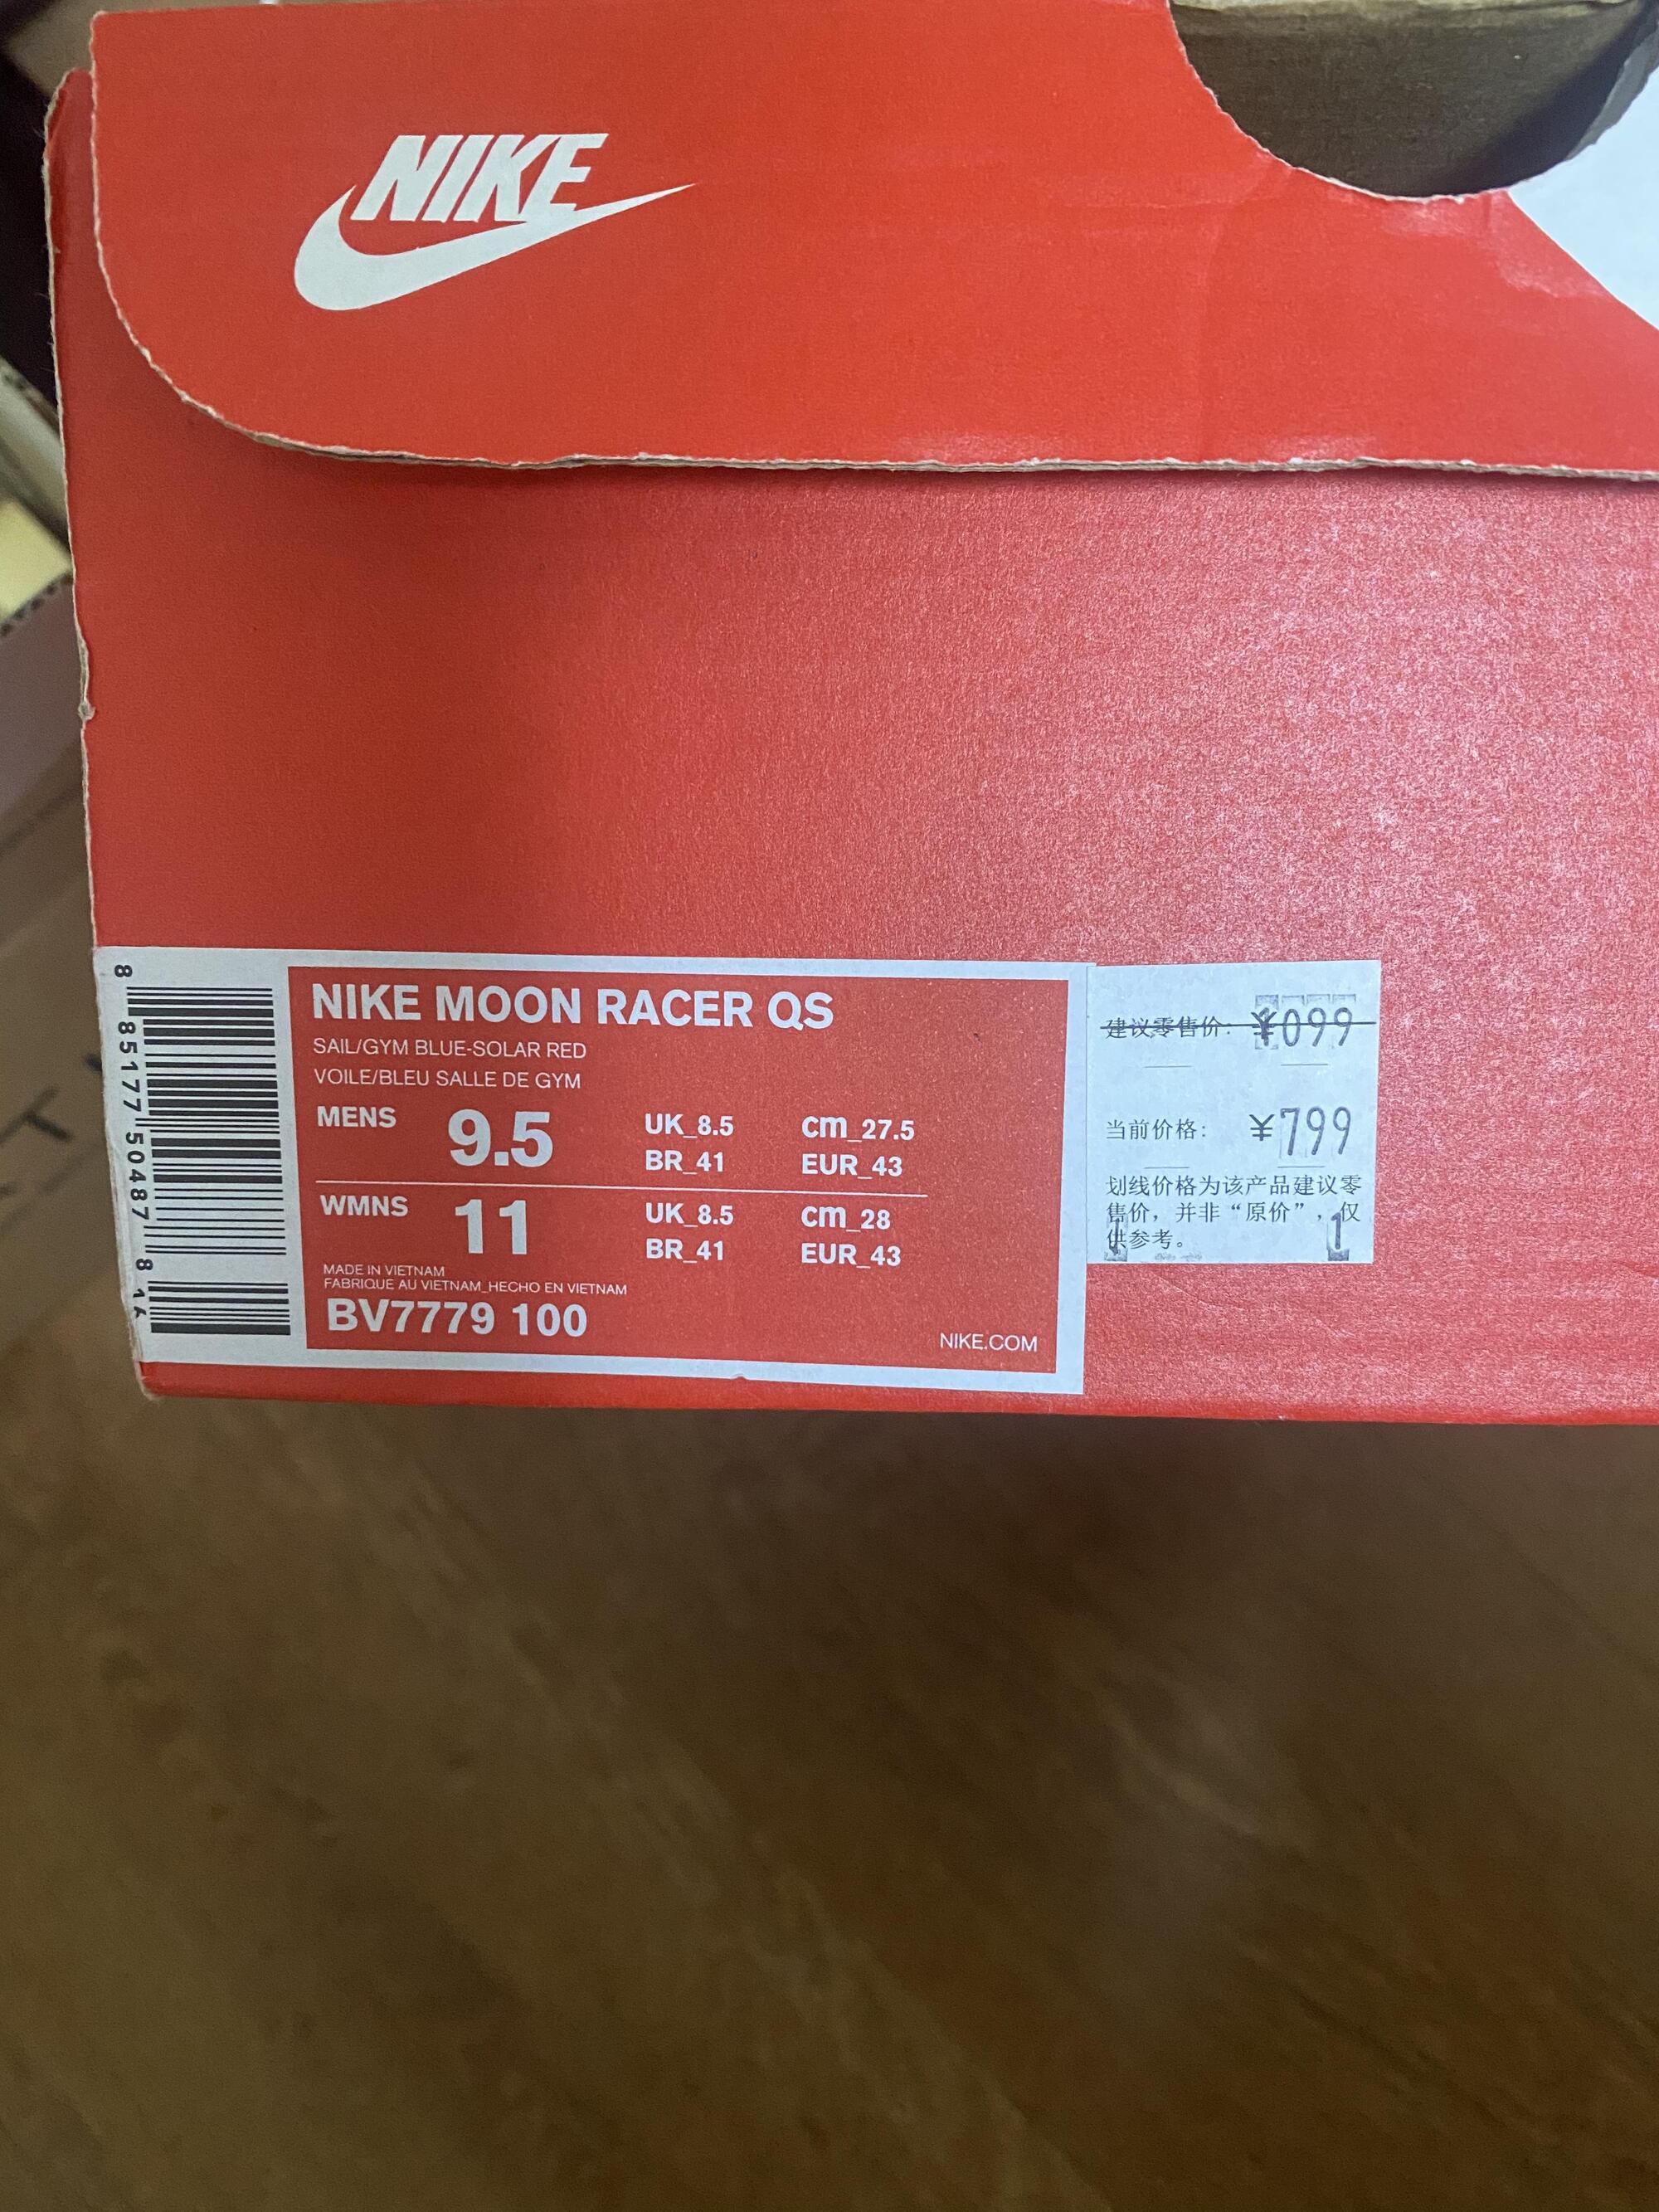 NIKE
NIKE MOON RACER QS
SAIL/GYM BLUE-SOLAR RED
VOILE/BLEU SALLE DE GYM
MENS 9.5 UK_8.5 cm_27.5
BR_41 EUR_43
WMNS 11 UK_8.5 cm_28
BR_41 EUR_43
MADE IN VIETNAM
FABRIQUE AU VIETNAM_HECHO EN VIETNAM
BV7779 100
NIKE.COM
8 85177 50487 8
建议零售价: ¥099
当前价格: ¥799
划线价格为该产品建议零
售价，并非“原价”，仅
供参考。